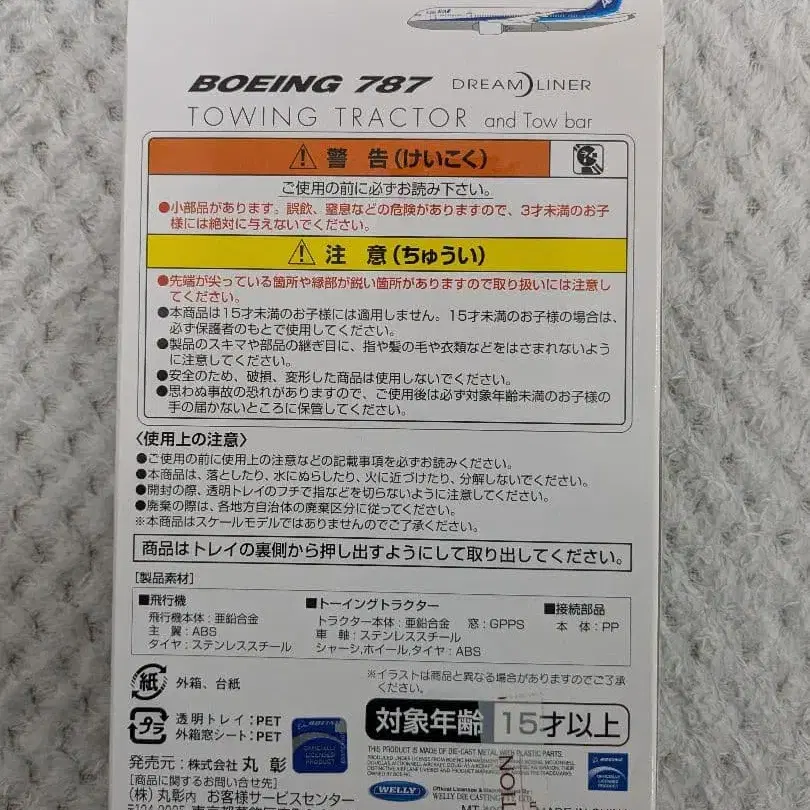 BOEING 787 DREAMLINER
TOWING TRACTOR and Tow bar
警 告(けいこく)
ご使用の前に必ずお読み下さい。
●小部品があります。誤飲、窒息などの危険がありますので、3才未満のお子
様には絶対に与えないでください。
注 意(ちゅうい)
●先端が尖っている箇所や縁部が鋭い箇所がありますので取り扱いには注意し
てください。
●本商品は15才未満のお子様には適用しません。15才未満のお子様の場合は、
必ず保護者のもとで使用してください。
●製品のスキマや部品の継ぎ目に、指や髪の毛や衣類などをはさまれないよう
に注意してください。
●安全のため、破損、変形した商品は使用しないでください。
●思わぬ事故の恐れがありますので、ご使用後は必ず対象年齢未満のお子様の
手の届かないところに保管してください。
〈使用上の注意〉
●ご使用の前に使用上の注意などの記載事項を必ずお読みください。
●本商品は、落としたり、水にぬらしたり、火に近づけたり、分解しないでください。
●開封の際、透明トレイのフチで指などを切らないように注意してください。
●廃棄の際は、各地方自治体の廃棄区分に従ってください。
※本商品はスケールモデルではありませんのでご了承ください。
商品はトレイの裏側から押し出すようにして取り出してください。
[製品素材]
■飛行機
飛行機本体:亜鉛合金
主 翼:ABS
タイヤ:ステンレススチール
■トーイングトラクター
トラクター本体:亜鉛合金 窓:GPPS
車 軸:ステンレススチール
シャーシ,ホイール,タイヤ:ABS
■接続部品
本 体:PP
紙 外箱、台紙
※イラストは商品と異なる場合がありますのでご了承
ください。
プラ 透明トレイ:PET
外箱窓シート:PET
対象年齢 15才以上
BOEING
OFFICIALLY
LICENSED
PRODUCT
発売元:株式会社 丸 彰
[商品に関するお問い合せ先]
(株)丸彰内 お客様サービスセンター
THIS PRODUCT IS MADE OF DIE-CAST METAL WITH PLASTIC PARTS.
WELLY
Official Licensee & Manufactured by
WELLY DIE CASTING